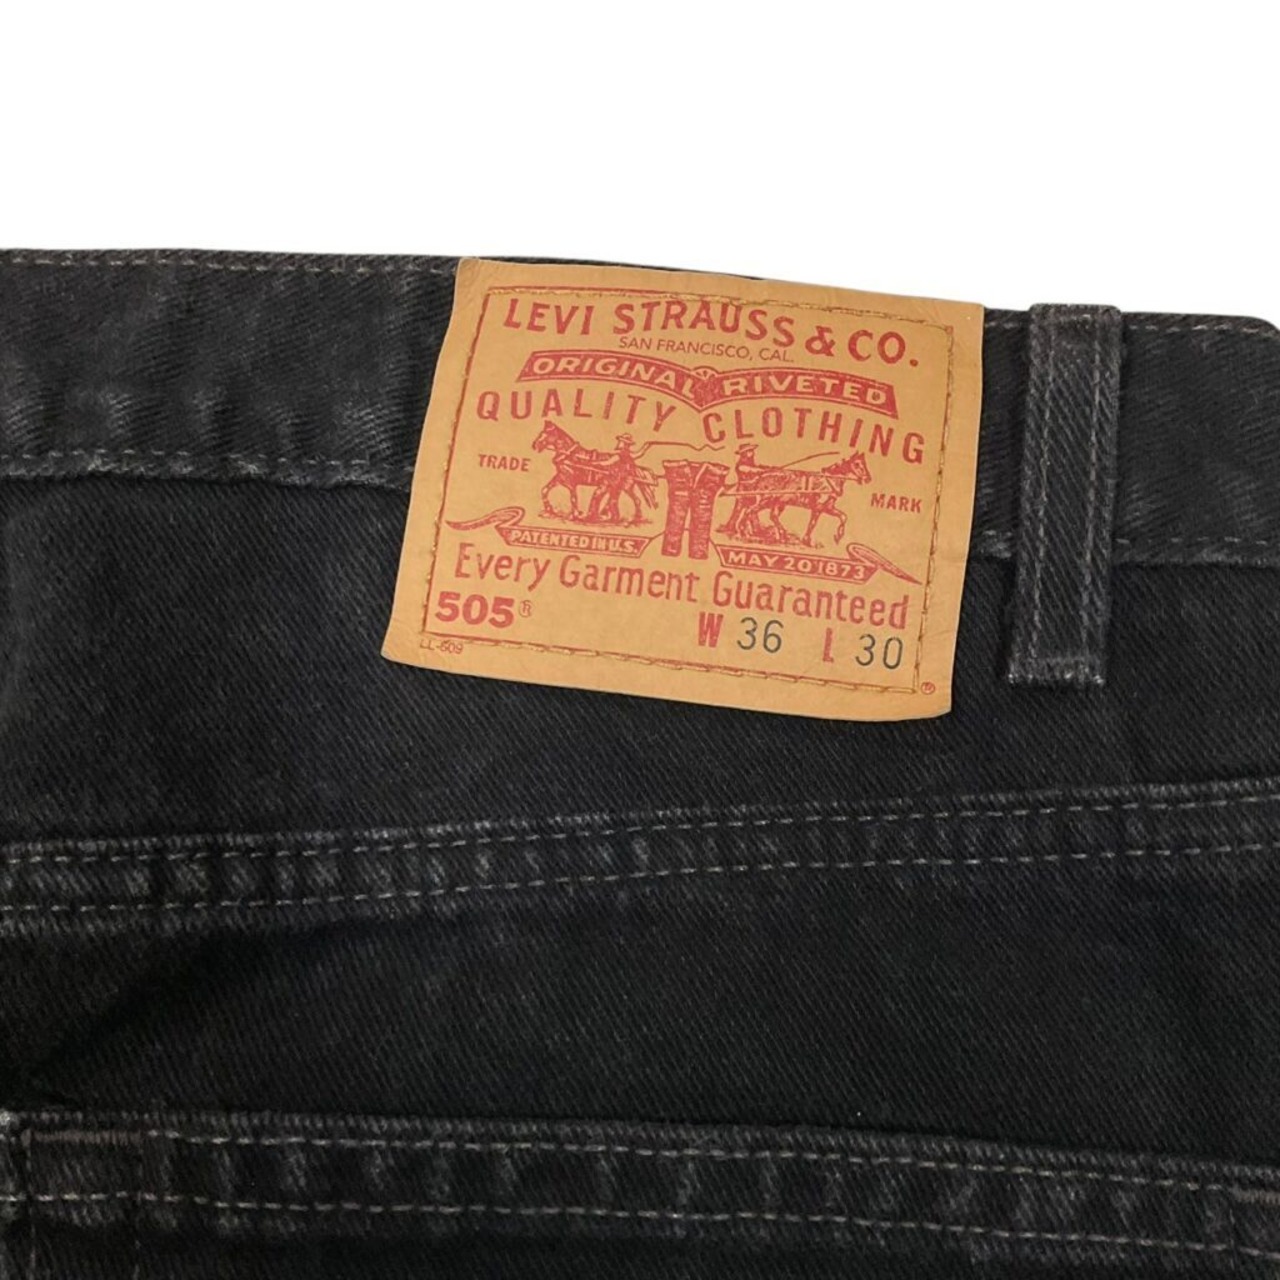 LEVI STRAUSS & CO.
SAN FRANCISCO, CAL.
ORIGINAL RIVETED
QUALITY CLOTHING
TRADE MARK
PATENTED IN U.S. MAY 20 1873
Every Garment Guaranteed
505®
W 36 L 30
LL-609
®